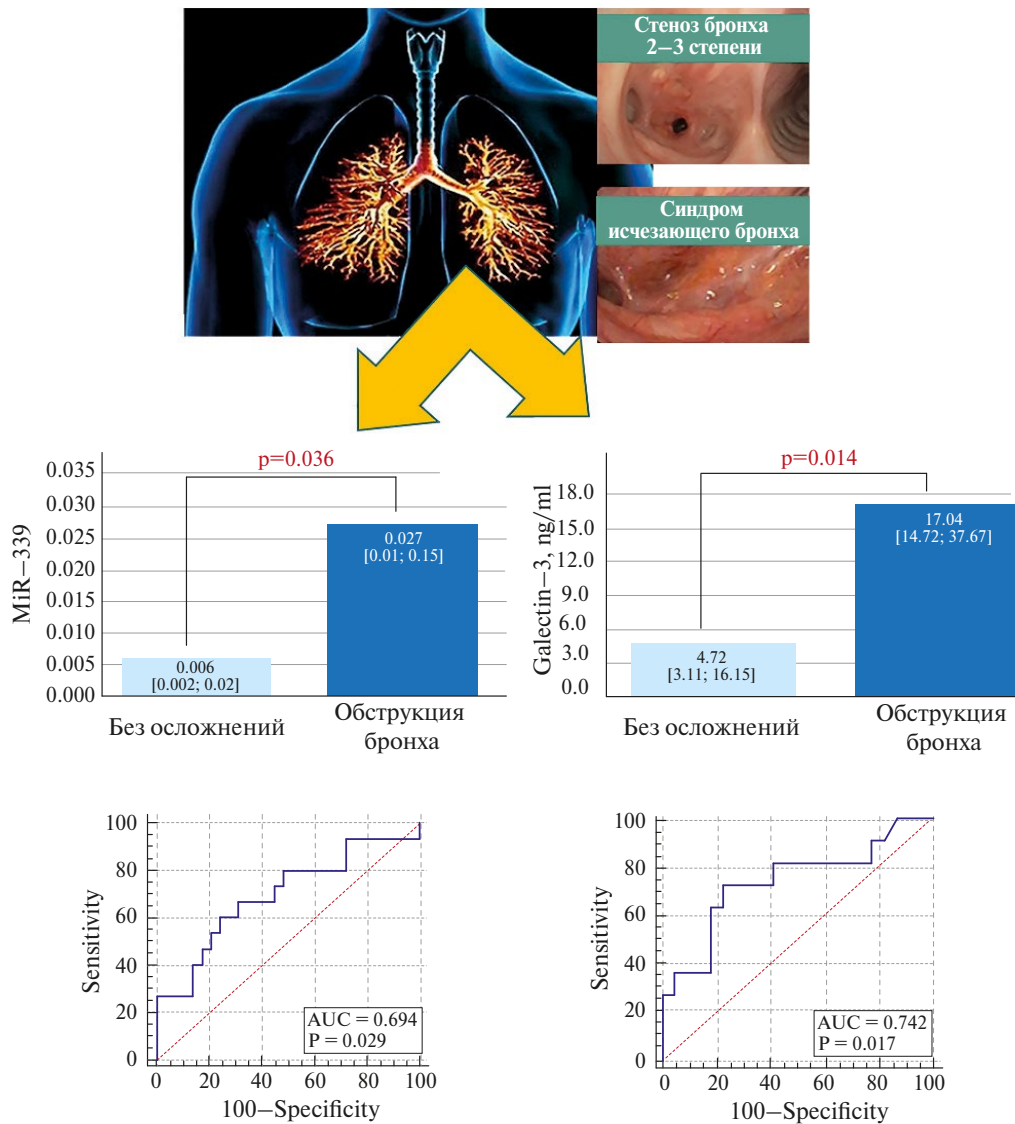 Стеноз бронха
2–3 степени
Синдром
исчезающего бронха
p=0.036
0.035
0.030
0.025
0.020
0.015
0.010
0.005
0.000
MiR–339
0.027
[0.01; 0.15]
0.006
[0.002; 0.02]
Без осложнений
Обструкция
бронха
p=0.014
18.0
15.0
12.0
9.0
6.0
3.0
0.0
Galectin–3, ng/ml
17.04
[14.72; 37.67]
4.72
[3.11; 16.15]
Без осложнений
Обструкция
бронха
100
80
60
40
20
0
Sensitivity
AUC = 0.694
P = 0.029
0 20 40 60 80 100
100–Specificity
100
80
60
40
20
0
Sensitivity
AUC = 0.742
P = 0.017
0 20 40 60 80 100
100–Specificity